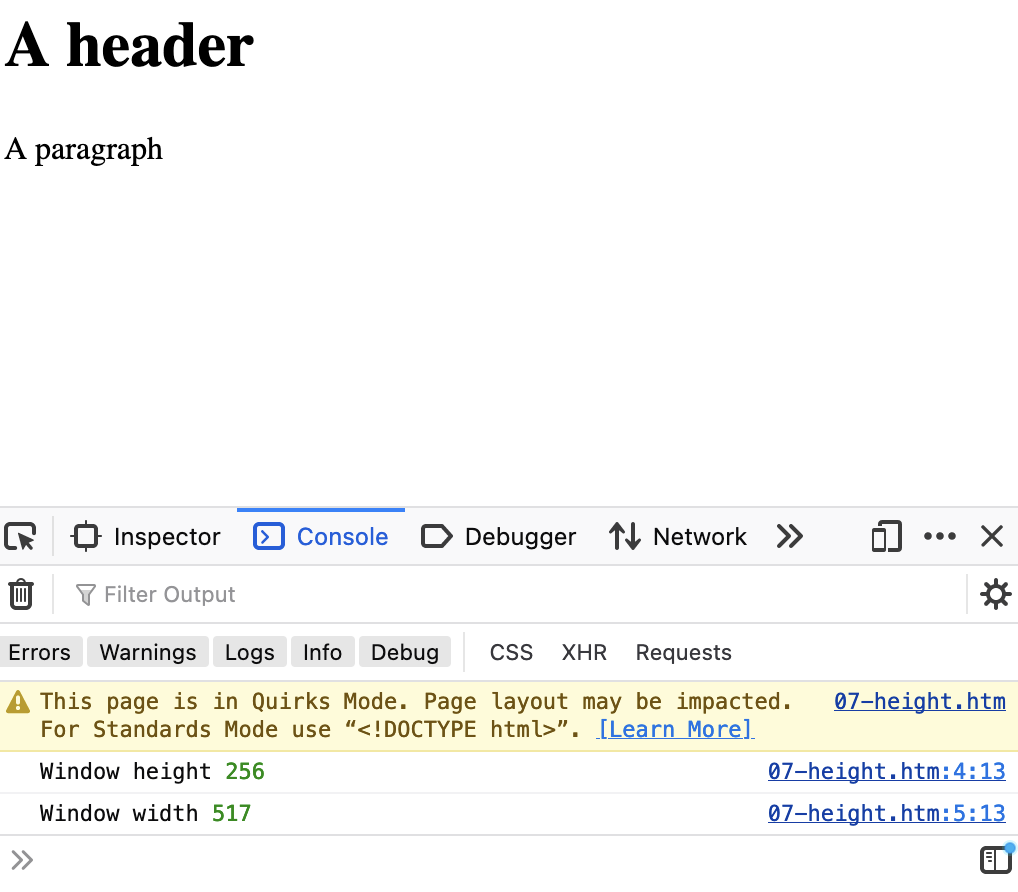 A header
A paragraph
Inspector Console Debugger Network
Filter Output
Errors Warnings Logs Info Debug CSS XHR Requests
This page is in Quirks Mode. Page layout may be impacted. 07-height.htm
For Standards Mode use “<!DOCTYPE html>”. [Learn More]
Window height 256 07-height.htm:4:13
Window width 517 07-height.htm:5:13